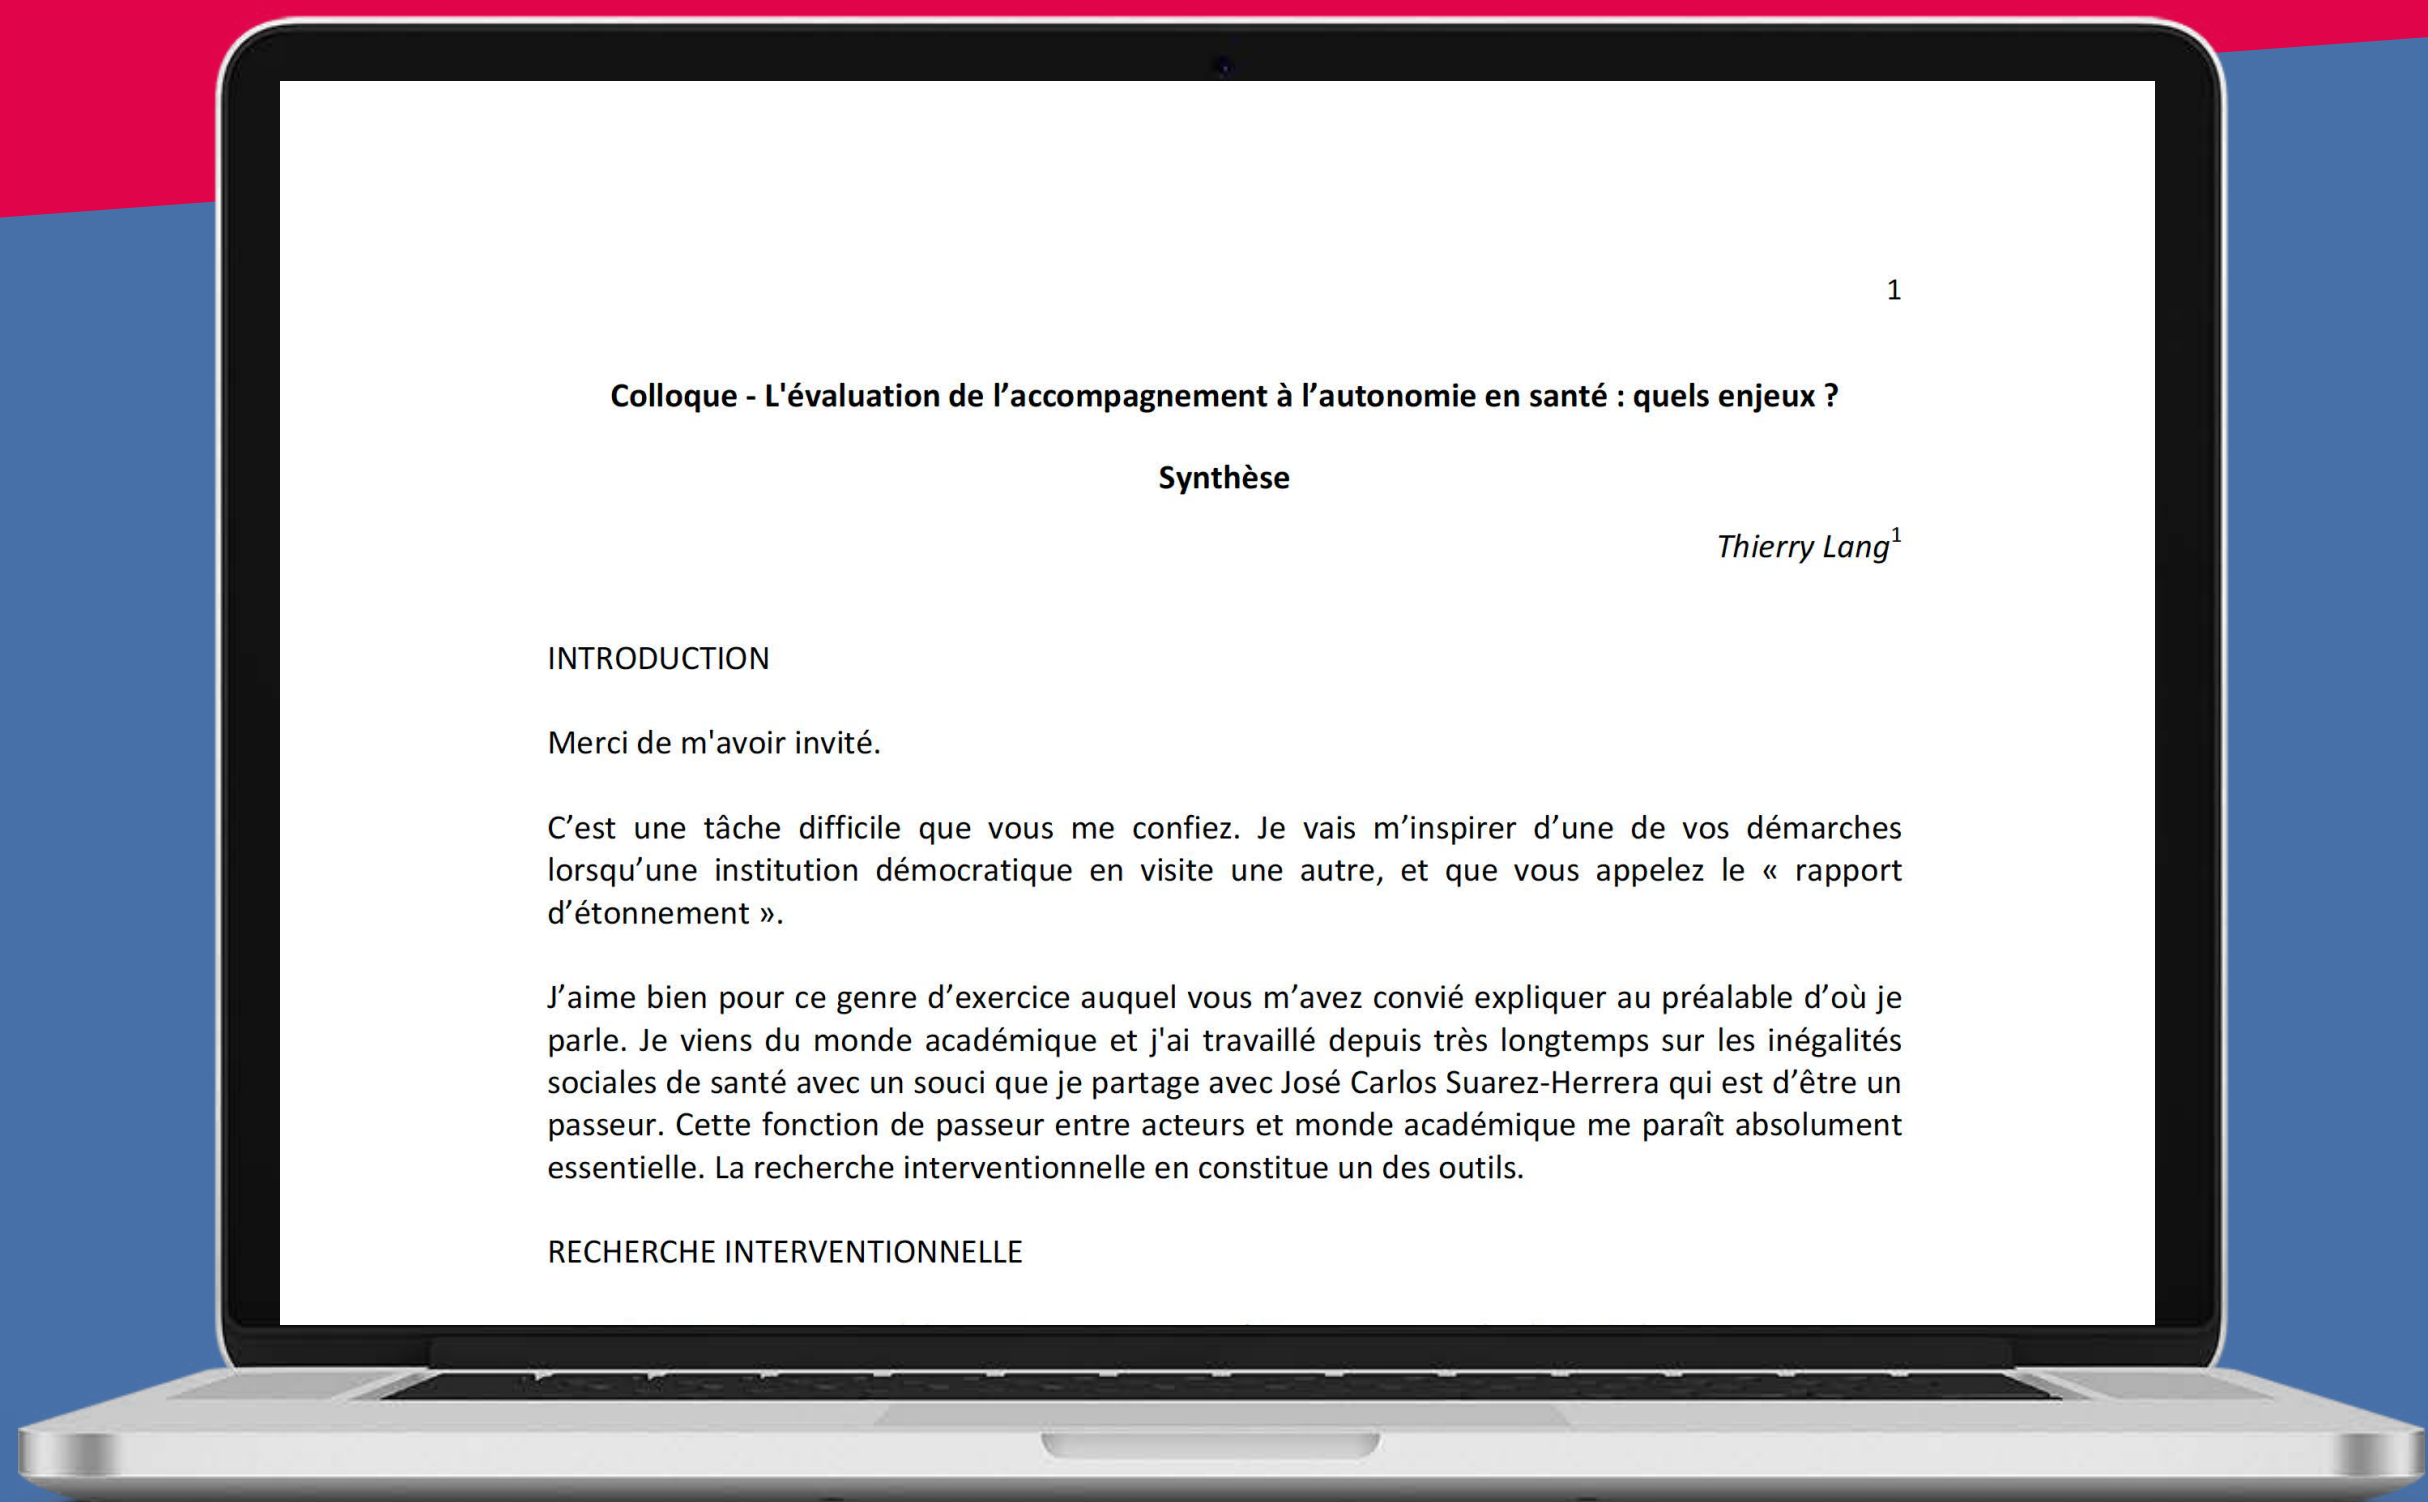 1
Colloque - L'évaluation de l’accompagnement à l’autonomie en santé : quels enjeux ?
Synthèse
Thierry Lang1
INTRODUCTION
Merci de m'avoir invité.
C’est une tâche difficile que vous me confiez. Je vais m’inspirer d’une de vos démarches
lorsqu’une institution démocratique en visite une autre, et que vous appelez le « rapport
d’étonnement ».
J’aime bien pour ce genre d’exercice auquel vous m’avez convié expliquer au préalable d’où je
parle. Je viens du monde académique et j'ai travaillé depuis très longtemps sur les inégalités
sociales de santé avec un souci que je partage avec José Carlos Suarez-Herrera qui est d’être un
passeur. Cette fonction de passeur entre acteurs et monde académique me paraît absolument
essentielle. La recherche interventionnelle en constitue un des outils.
RECHERCHE INTERVENTIONNELLE